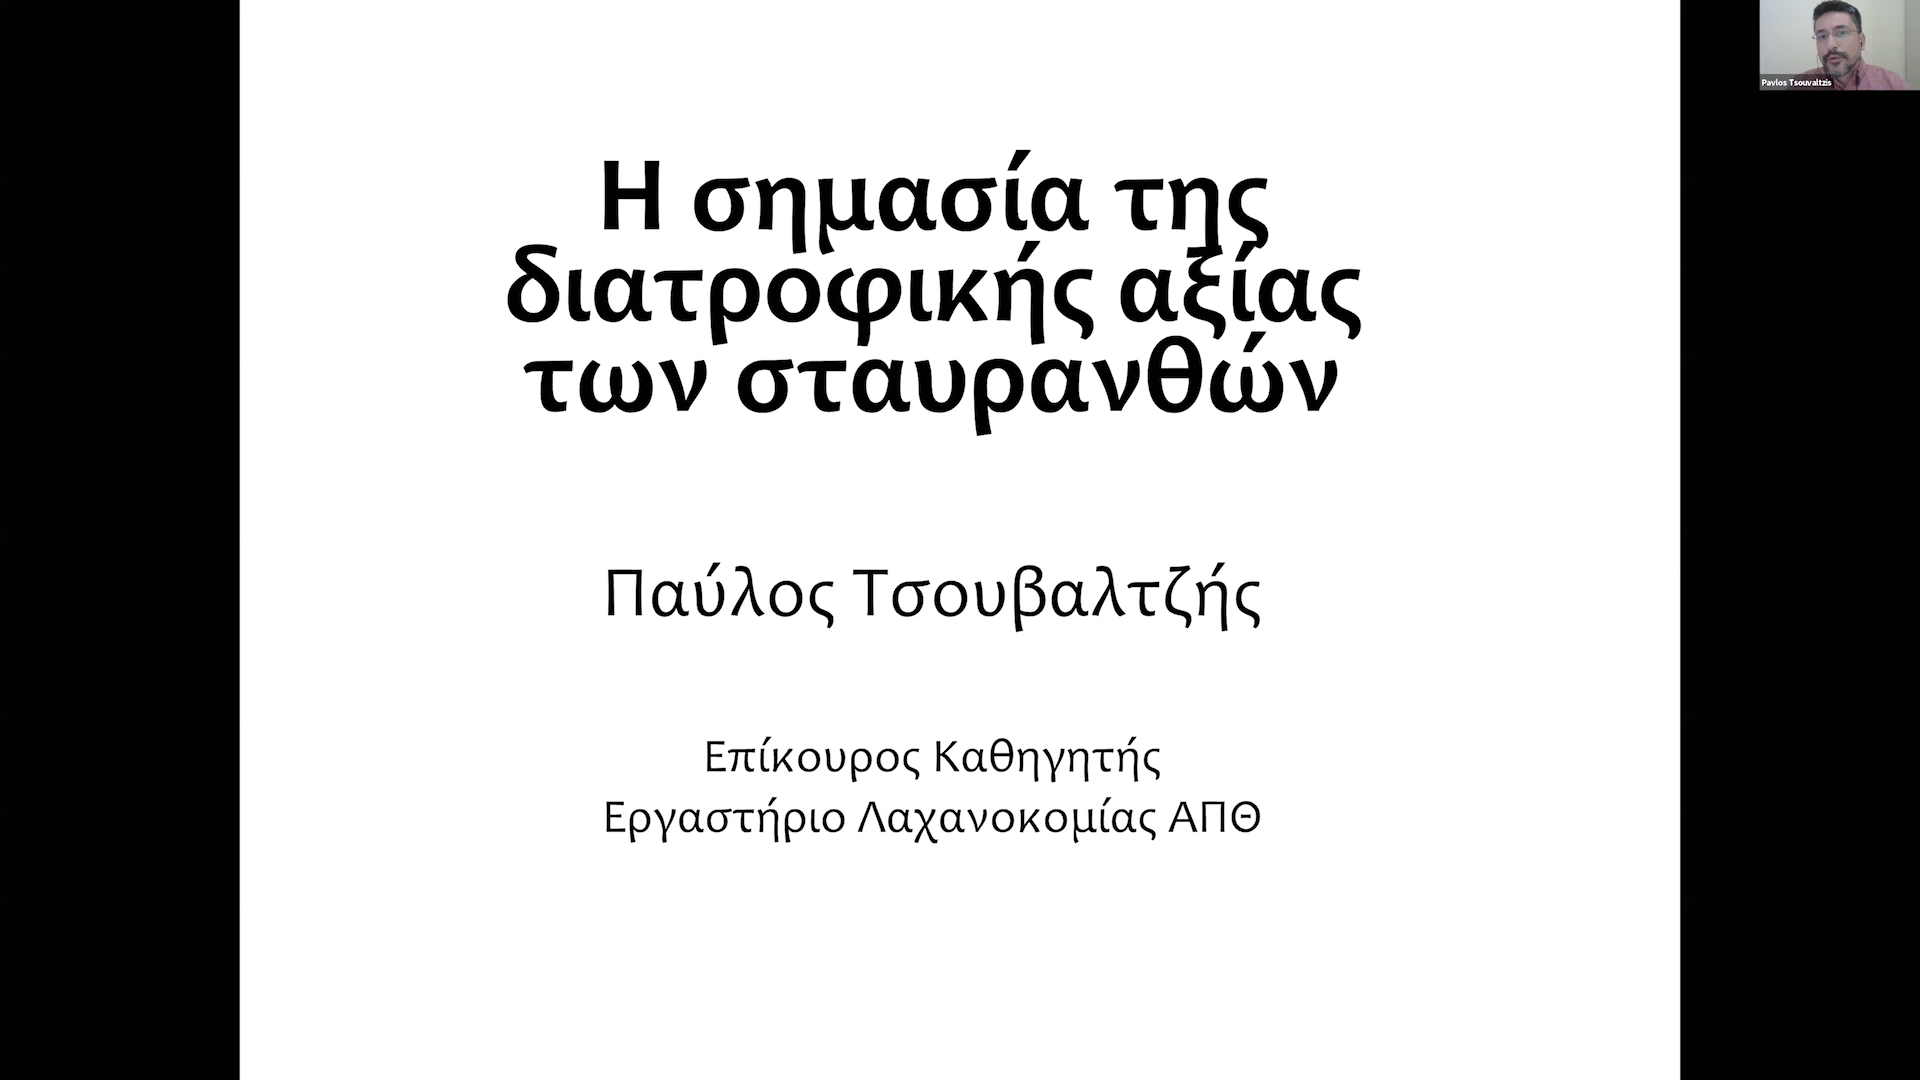 Η σημασία της
διατροφικής αξίας
των σταυρανθών
Παύλος Τσουβαλτζής
Επίκουρος Καθηγητής
Εργαστήριο Λαχανοκομίας ΑΠΘ
Pavlos Tsouvaltzis